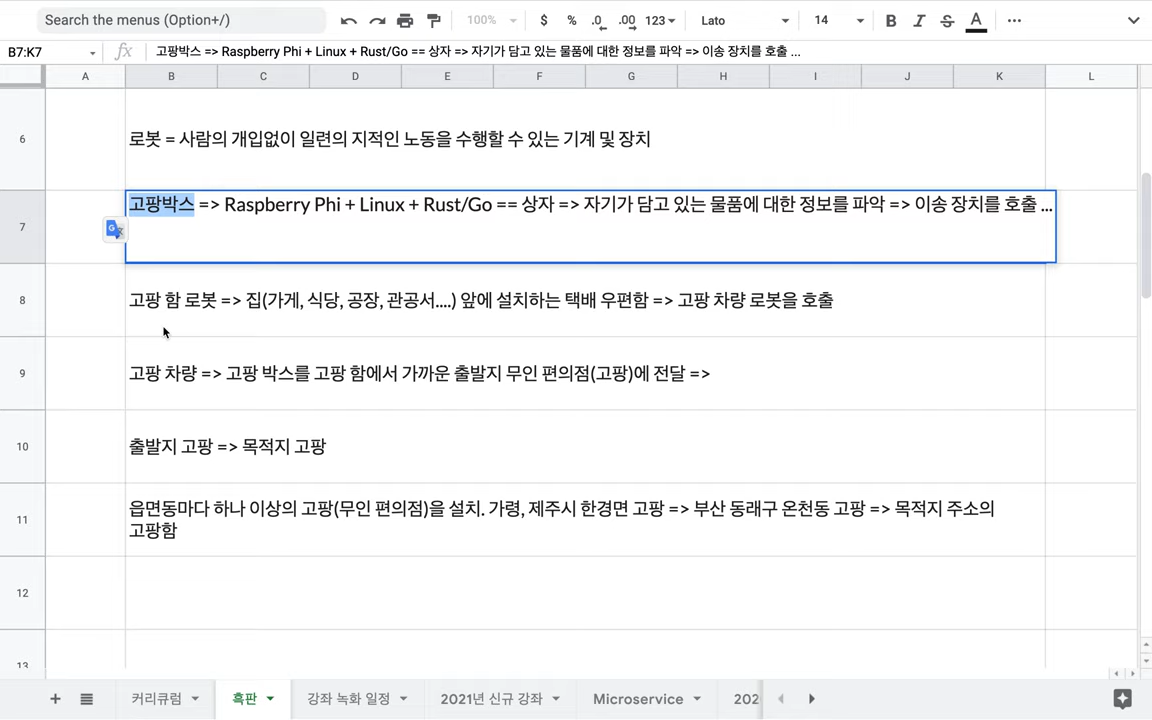 Search the menus (Option+/)
100%
$ % .0 .00 123
Lato
14
B I S A
B7:K7
fx
고팡박스 => Raspberry Phi + Linux + Rust/Go == 상자 => 자기가 담고 있는 물품에 대한 정보를 파악 => 이송 장치를 호출 ...
A B C D E F G H I J K L
6
로봇 = 사람의 개입없이 일련의 지적인 노동을 수행할 수 있는 기계 및 장치
7
고팡박스 => Raspberry Phi + Linux + Rust/Go == 상자 => 자기가 담고 있는 물품에 대한 정보를 파악 => 이송 장치를 호출 ...
G
8
고팡 함 로봇 => 집(가게, 식당, 공장, 관공서....) 앞에 설치하는 택배 우편함 => 고팡 차량 로봇을 호출
9
고팡 차량 => 고팡 박스를 고팡 함에서 가까운 출발지 무인 편의점(고팡)에 전달 =>
10
출발지 고팡 => 목적지 고팡
11
읍면동마다 하나 이상의 고팡(무인 편의점)을 설치. 가령, 제주시 한경면 고팡 => 부산 동래구 온천동 고팡 => 목적지 주소의
고팡함
12
13
커리큐럼
흑판
강좌 녹화 일정
2021년 신규 강좌
Microservice
202